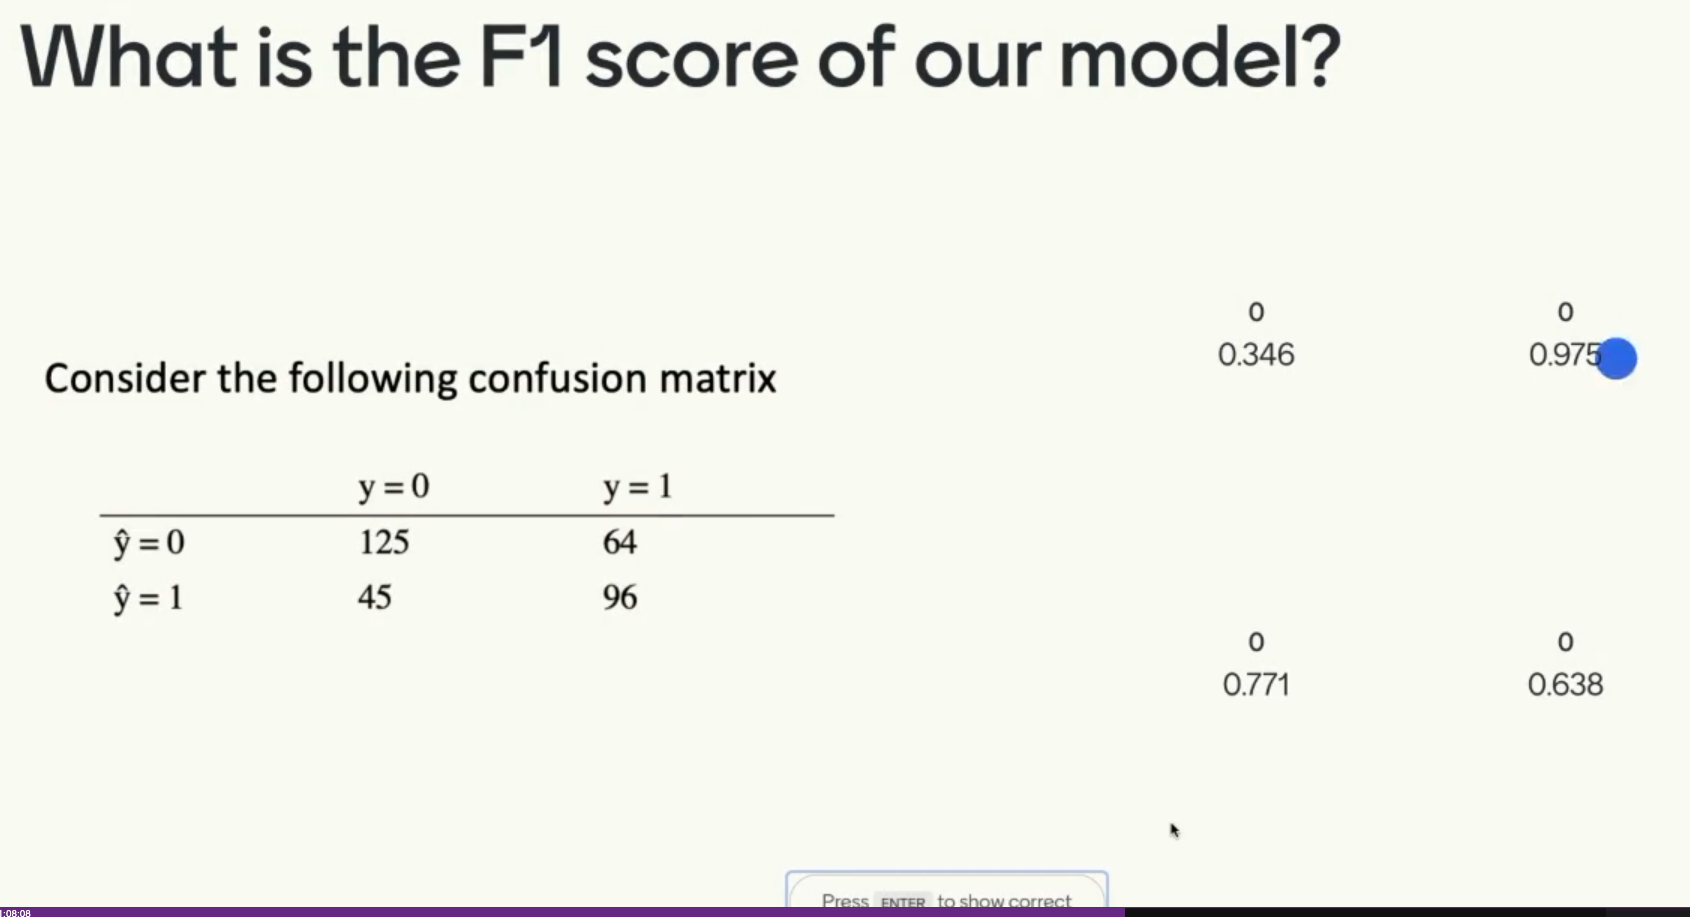 What is the F1 score of our model?
Consider the following confusion matrix
y = 0 y = 1
ŷ = 0 125 64
ŷ = 1 45 96
0 0
0.346 0.975
0 0
0.771 0.638
Press ENTER to show correct
1:08:08